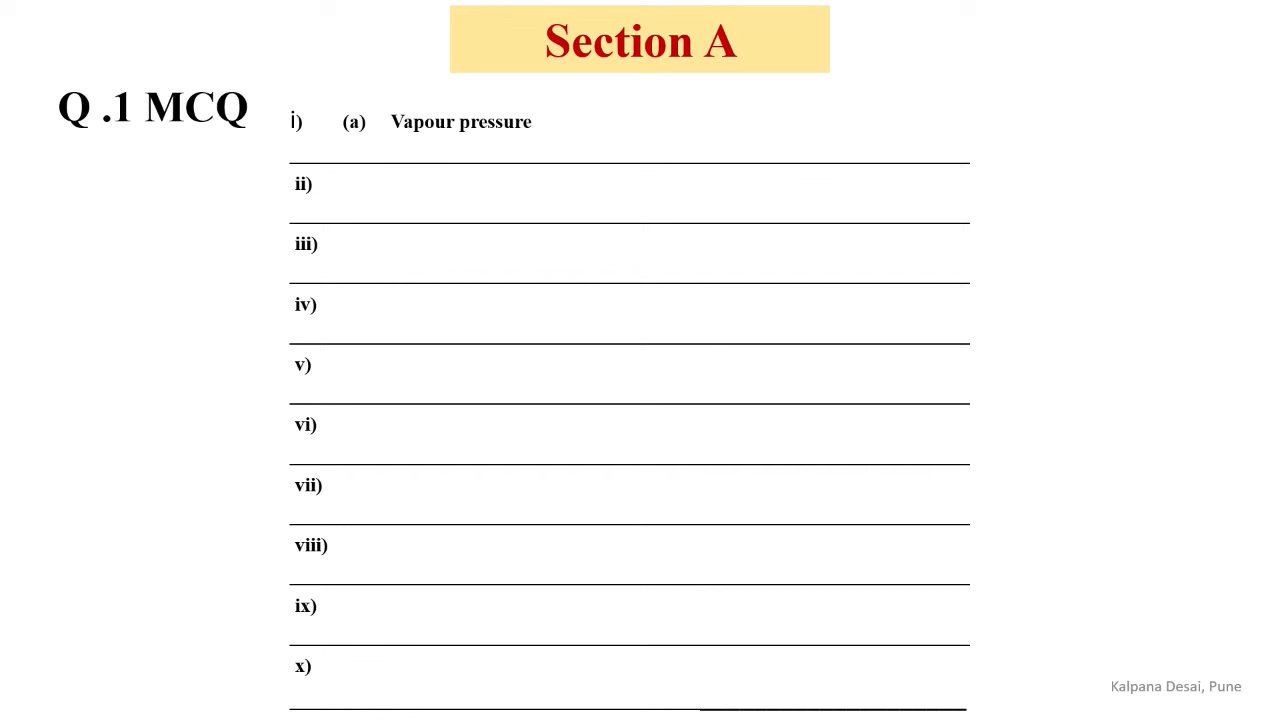 Section A
Q .1 MCQ
i) (a) Vapour pressure
ii)
iii)
iv)
v)
vi)
vii)
viii)
ix)
x)
Kalpana Desai, Pune